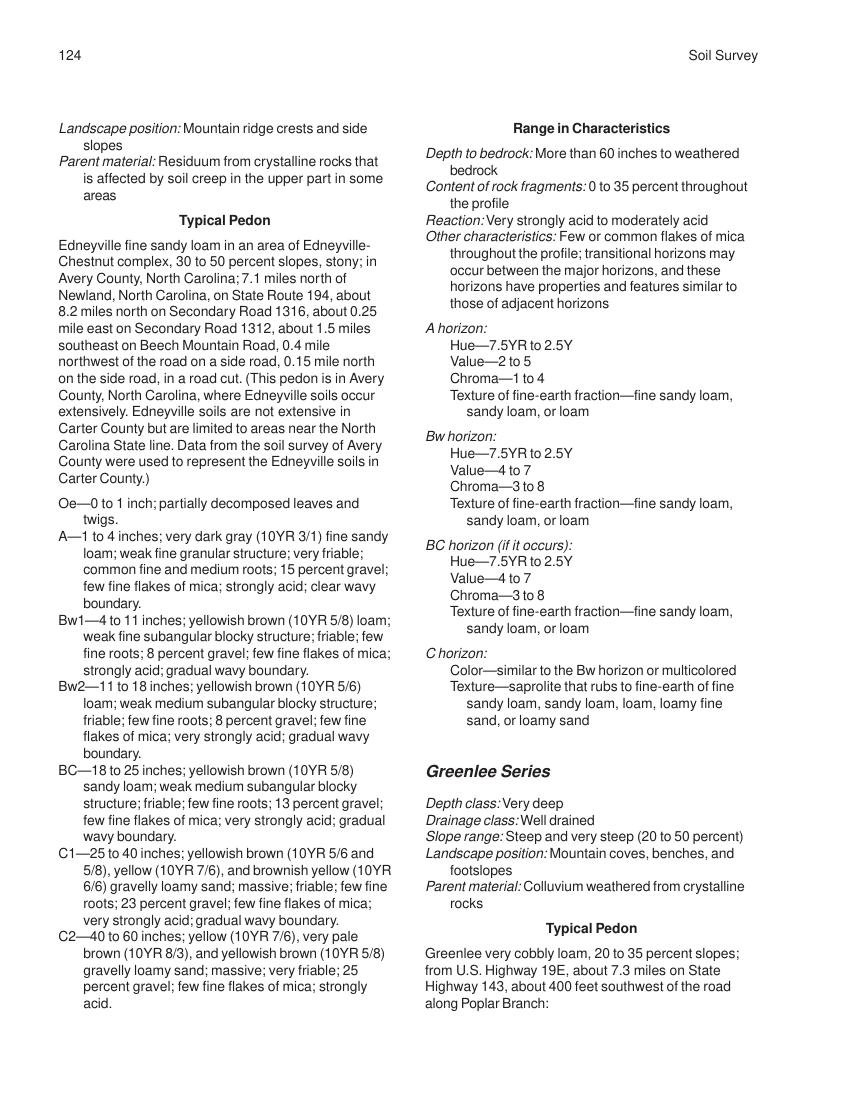 124
Soil Survey
Landscape position: Mountain ridge crests and side
slopes
Parent material: Residuum from crystalline rocks that
is affected by soil creep in the upper part in some
areas
Typical Pedon
Edneyville fine sandy loam in an area of Edneyville-
Chestnut complex, 30 to 50 percent slopes, stony; in
Avery County, North Carolina; 7.1 miles north of
Newland, North Carolina, on State Route 194, about
8.2 miles north on Secondary Road 1316, about 0.25
mile east on Secondary Road 1312, about 1.5 miles
southeast on Beech Mountain Road, 0.4 mile
northwest of the road on a side road, 0.15 mile north
on the side road, in a road cut. (This pedon is in Avery
County, North Carolina, where Edneyville soils occur
extensively. Edneyville soils are not extensive in
Carter County but are limited to areas near the North
Carolina State line. Data from the soil survey of Avery
County were used to represent the Edneyville soils in
Carter County.)
Oe—0 to 1 inch; partially decomposed leaves and
twigs.
A—1 to 4 inches; very dark gray (10YR 3/1) fine sandy
loam; weak fine granular structure; very friable;
common fine and medium roots; 15 percent gravel;
few fine flakes of mica; strongly acid; clear wavy
boundary.
Bw1—4 to 11 inches; yellowish brown (10YR 5/8) loam;
weak fine subangular blocky structure; friable; few
fine roots; 8 percent gravel; few fine flakes of mica;
strongly acid; gradual wavy boundary.
Bw2—11 to 18 inches; yellowish brown (10YR 5/6)
loam; weak medium subangular blocky structure;
friable; few fine roots; 8 percent gravel; few fine
flakes of mica; very strongly acid; gradual wavy
boundary.
BC—18 to 25 inches; yellowish brown (10YR 5/8)
sandy loam; weak medium subangular blocky
structure; friable; few fine roots; 13 percent gravel;
few fine flakes of mica; very strongly acid; gradual
wavy boundary.
C1—25 to 40 inches; yellowish brown (10YR 5/6 and
5/8), yellow (10YR 7/6), and brownish yellow (10YR
6/6) gravelly loamy sand; massive; friable; few fine
roots; 23 percent gravel; few fine flakes of mica;
very strongly acid; gradual wavy boundary.
C2—40 to 60 inches; yellow (10YR 7/6), very pale
brown (10YR 8/3), and yellowish brown (10YR 5/8)
gravelly loamy sand; massive; very friable; 25
percent gravel; few fine flakes of mica; strongly
acid.
Range in Characteristics
Depth to bedrock: More than 60 inches to weathered
bedrock
Content of rock fragments: 0 to 35 percent throughout
the profile
Reaction: Very strongly acid to moderately acid
Other characteristics: Few or common flakes of mica
throughout the profile; transitional horizons may
occur between the major horizons, and these
horizons have properties and features similar to
those of adjacent horizons
A horizon:
Hue—7.5YR to 2.5Y
Value—2 to 5
Chroma—1 to 4
Texture of fine-earth fraction—fine sandy loam,
sandy loam, or loam
Bw horizon:
Hue—7.5YR to 2.5Y
Value—4 to 7
Chroma—3 to 8
Texture of fine-earth fraction—fine sandy loam,
sandy loam, or loam
BC horizon (if it occurs):
Hue—7.5YR to 2.5Y
Value—4 to 7
Chroma—3 to 8
Texture of fine-earth fraction—fine sandy loam,
sandy loam, or loam
C horizon:
Color—similar to the Bw horizon or multicolored
Texture—saprolite that rubs to fine-earth of fine
sandy loam, sandy loam, loam, loamy fine
sand, or loamy sand
Greenlee Series
Depth class: Very deep
Drainage class: Well drained
Slope range: Steep and very steep (20 to 50 percent)
Landscape position: Mountain coves, benches, and
footslopes
Parent material: Colluvium weathered from crystalline
rocks
Typical Pedon
Greenlee very cobbly loam, 20 to 35 percent slopes;
from U.S. Highway 19E, about 7.3 miles on State
Highway 143, about 400 feet southwest of the road
along Poplar Branch: